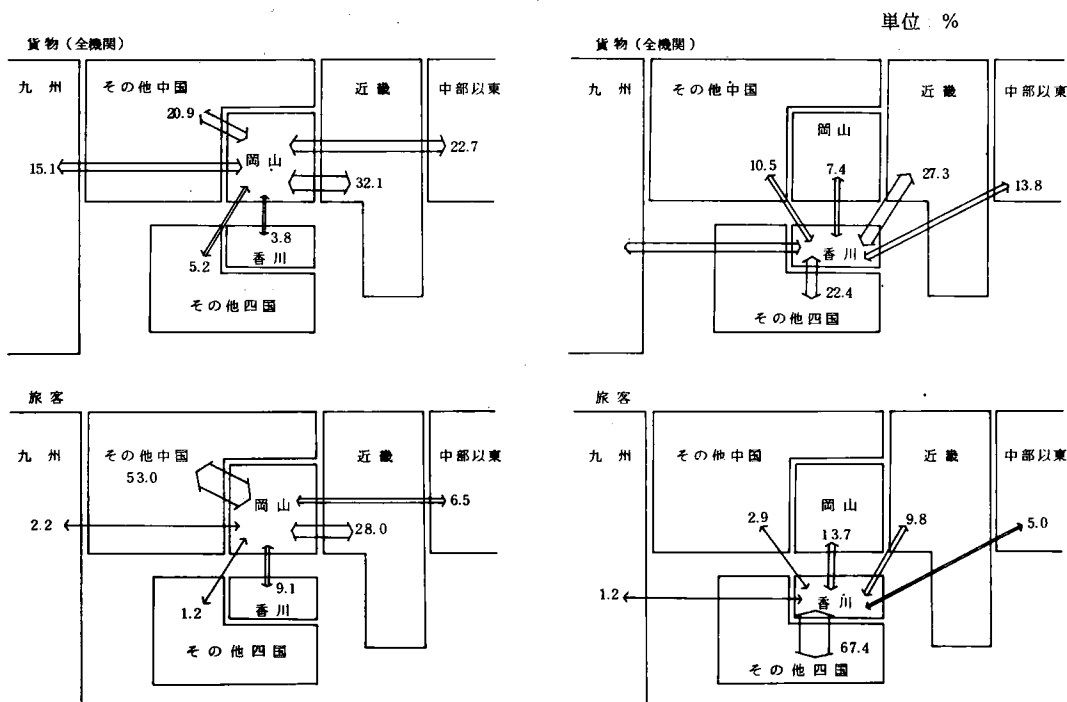 単位 %
貨物(全機関)
九州
その他中国
近畿
中部以東
20.9
岡山
15.1
22.7
32.1
3.8
香川
5.2
その他四国
貨物(全機関)
その他中国
近畿
中部以東
岡山
10.5
7.4
27.3
13.8
香川
22.4
その他四国
旅客
九州
その他中国
近畿
中部以東
53.0
岡山
6.5
2.2
28.0
9.1
1.2
香川
その他四国
旅客
九州
その他中国
近畿
中部以東
岡山
2.9
13.7
9.8
5.0
1.2
香川
67.4
その他四国